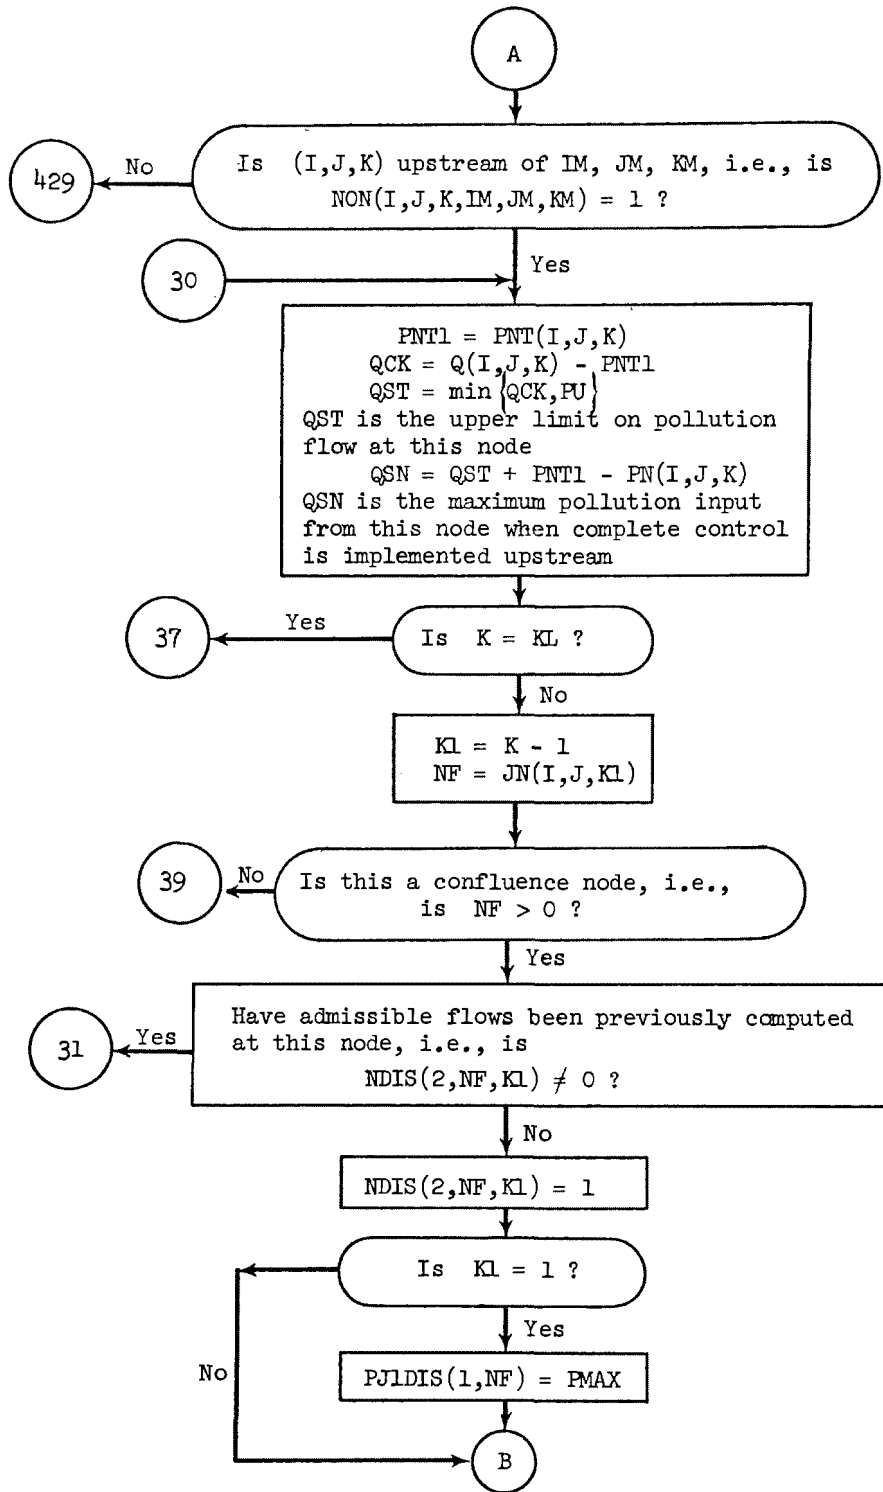 A
Is (I,J,K) upstream of IM, JM, KM, i.e., is
NON(I,J,K,IM,JM,KM) = 1 ?
No
429
Yes
30
PNT1 = PNT(I,J,K)
QCK = Q(I,J,K) - PNT1
QST = min {QCK,PU}
QST is the upper limit on pollution
flow at this node
QSN = QST + PNT1 - PN(I,J,K)
QSN is the maximum pollution input
from this node when complete control
is implemented upstream
Is K = KL ?
Yes
37
No
K1 = K - 1
NF = JN(I,J,K1)
Is this a confluence node, i.e.,
is NF > 0 ?
No
39
Yes
Have admissible flows been previously computed
at this node, i.e., is
NDIS(2,NF,K1) ≠ 0 ?
Yes
31
No
NDIS(2,NF,K1) = 1
Is K1 = 1 ?
Yes
No
PJ1DIS(1,NF) = PMAX
B